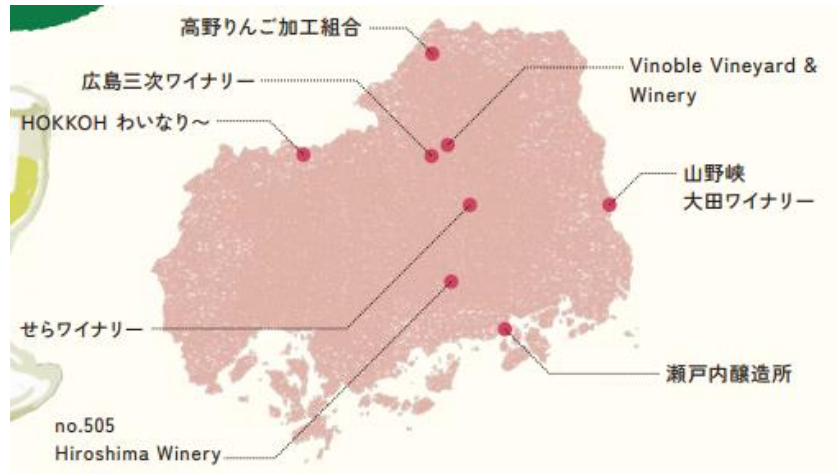 高野りんご加工組合
広島三次ワイナリー
HOKKOH わいなり～
Vinoble Vineyard &
Winery
山野峡
大田ワイナリー
せらワイナリー
瀬戸内醸造所
no.505
Hiroshima Winery